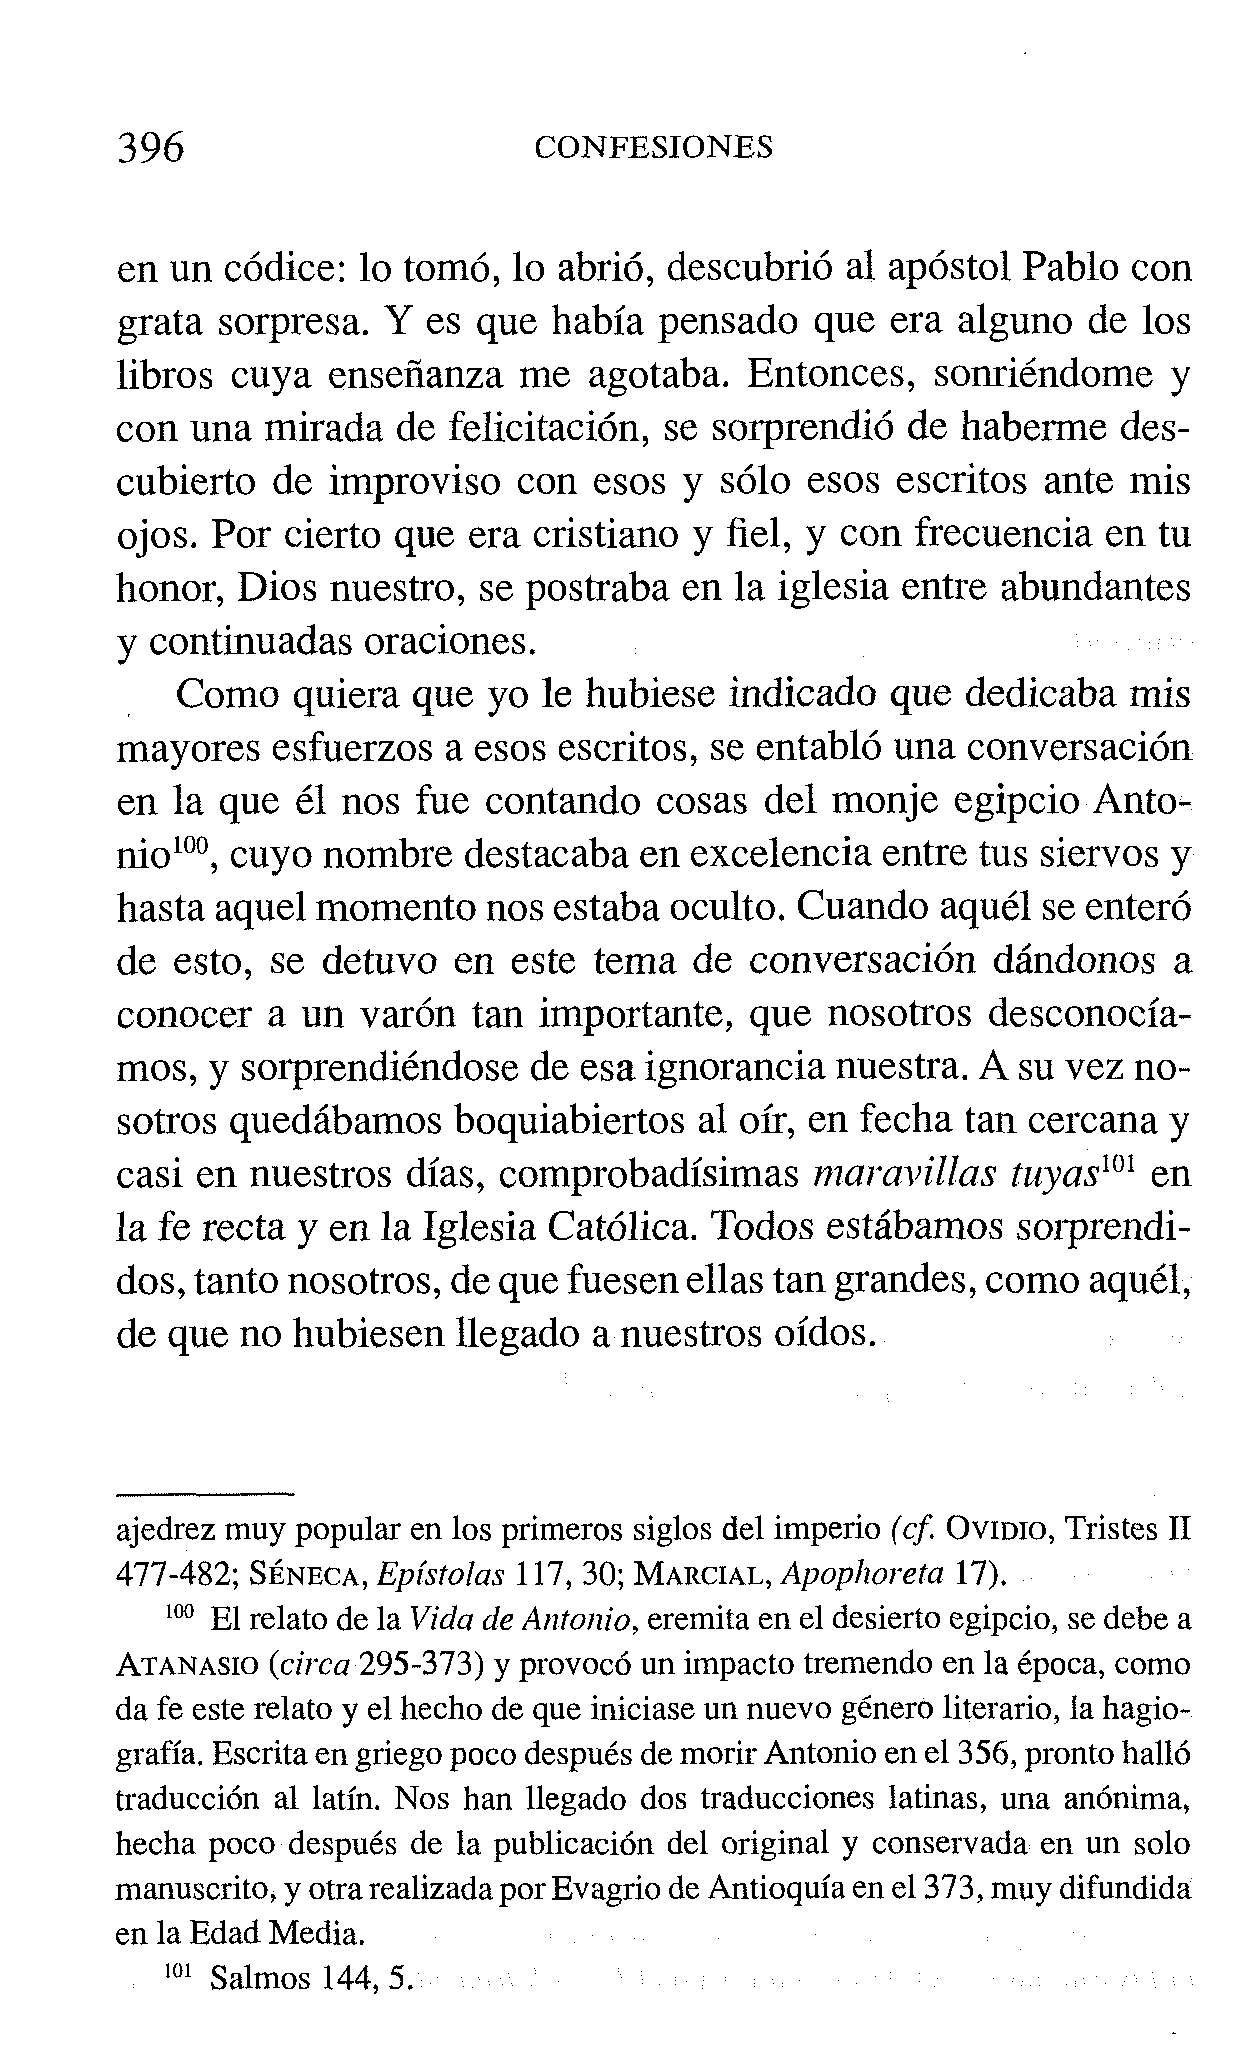 396 CONFESIONES
en un códice: lo tomó, lo abrió, descubrió al apóstol Pablo con
grata sorpresa. Y es que había pensado que era alguno de los
libros cuya enseñanza me agotaba. Entonces, sonriéndome y
con una mirada de felicitación, se sorprendió de haberme des-
cubierto de improviso con esos y sólo esos escritos ante mis
ojos. Por cierto que era cristiano y fiel, y con frecuencia en tu
honor, Dios nuestro, se postraba en la iglesia entre abundantes
y continuadas oraciones.
Como quiera que yo le hubiese indicado que dedicaba mis
mayores esfuerzos a esos escritos, se entabló una conversación
en la que él nos fue contando cosas del monje egipcio Anto-
nio¹⁰⁰, cuyo nombre destacaba en excelencia entre tus siervos y
hasta aquel momento nos estaba oculto. Cuando aquél se enteró
de esto, se detuvo en este tema de conversación dándonos a
conocer a un varón tan importante, que nosotros desconocía-
mos, y sorprendiéndose de esa ignorancia nuestra. A su vez no-
sotros quedábamos boquiabiertos al oír, en fecha tan cercana y
casi en nuestros días, comprobadísimas maravillas tuyas¹⁰¹ en
la fe recta y en la Iglesia Católica. Todos estábamos sorprendi-
dos, tanto nosotros, de que fuesen ellas tan grandes, como aquél,
de que no hubiesen llegado a nuestros oídos.
ajedrez muy popular en los primeros siglos del imperio (cf. OVIDIO, Tristes II
477-482; SÉNECA, Epístolas 117, 30; MARCIAL, Apophoreta 17).
¹⁰⁰ El relato de la Vida de Antonio, eremita en el desierto egipcio, se debe a
ATANASIO (circa 295-373) y provocó un impacto tremendo en la época, como
da fe este relato y el hecho de que iniciase un nuevo género literario, la hagio-
grafía. Escrita en griego poco después de morir Antonio en el 356, pronto halló
traducción al latín. Nos han llegado dos traducciones latinas, una anónima,
hecha poco después de la publicación del original y conservada en un solo
manuscrito, y otra realizada por Evagrio de Antioquía en el 373, muy difundida
en la Edad Media.
¹⁰¹ Salmos 144, 5.